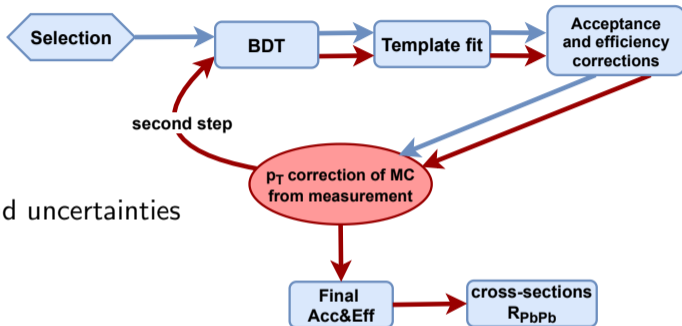 Selection
BDT
Template fit
Acceptance
and efficiency
corrections
second step
pT correction of MC
from measurement
d uncertainties
Final
Acc&Eff
cross-sections
RPbPb